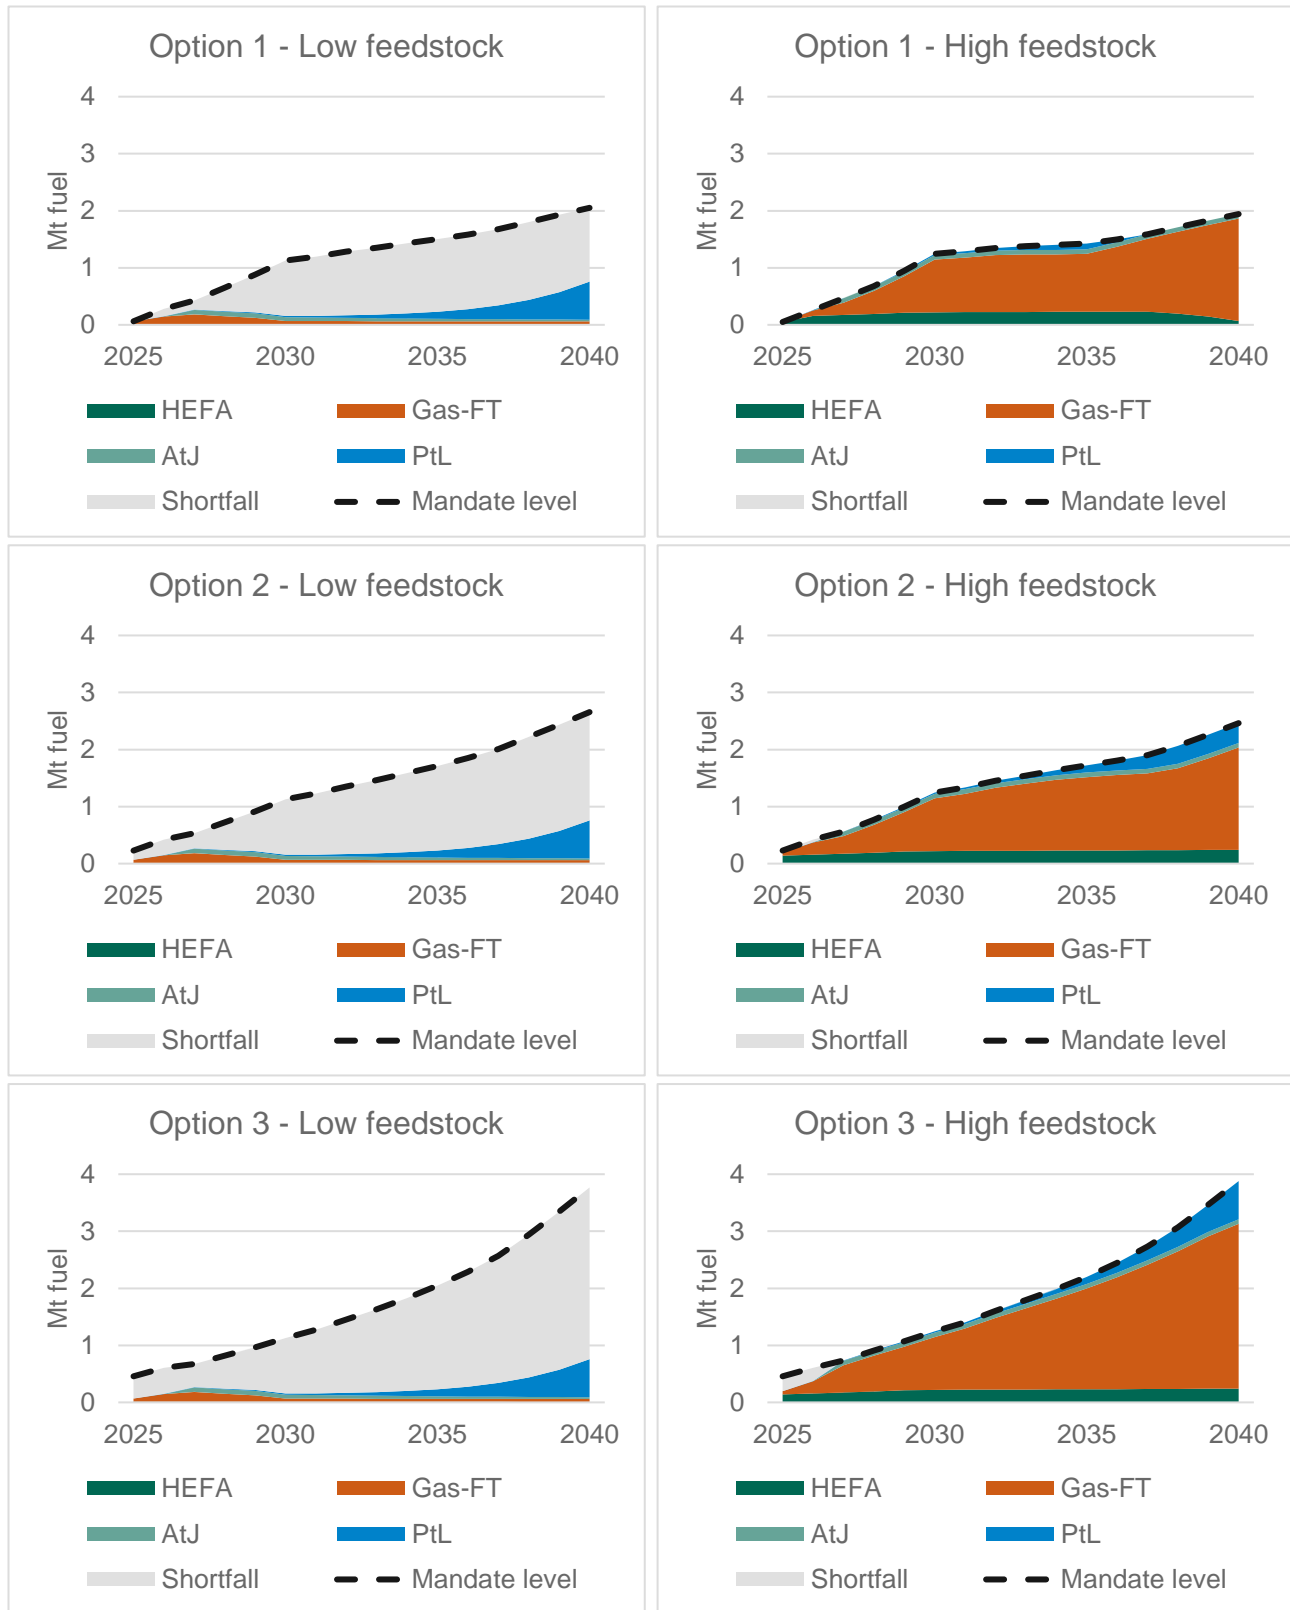 Option 1 - Low feedstock
4
3
2
1
0
Mt fuel
2025 2030 2035 2040
HEFA Gas-FT
AtJ PtL
Shortfall Mandate level
Option 1 - High feedstock
4
3
2
1
0
Mt fuel
2025 2030 2035 2040
HEFA Gas-FT
AtJ PtL
Shortfall Mandate level
Option 2 - Low feedstock
4
3
2
1
0
Mt fuel
2025 2030 2035 2040
HEFA Gas-FT
AtJ PtL
Shortfall Mandate level
Option 2 - High feedstock
4
3
2
1
0
Mt fuel
2025 2030 2035 2040
HEFA Gas-FT
AtJ PtL
Shortfall Mandate level
Option 3 - Low feedstock
4
3
2
1
0
Mt fuel
2025 2030 2035 2040
HEFA Gas-FT
AtJ PtL
Shortfall Mandate level
Option 3 - High feedstock
4
3
2
1
0
Mt fuel
2025 2030 2035 2040
HEFA Gas-FT
AtJ PtL
Shortfall Mandate level